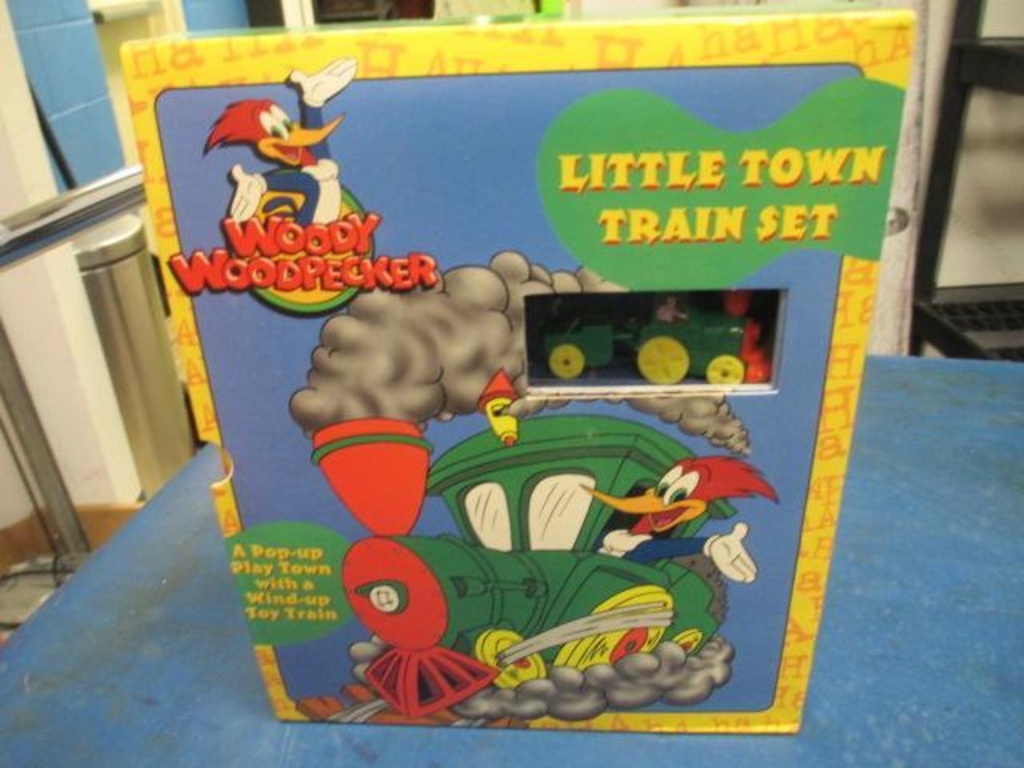 WOODY
WOODPECKER
LITTLE TOWN
TRAIN SET
A Pop-up
Play Town
with a
Wind-up
Toy Train